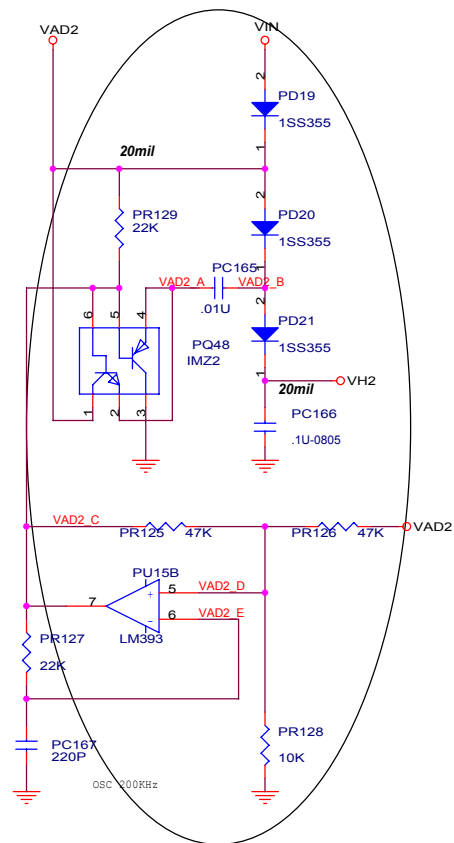 VAD2
VIN
2
PD19
1SS355
1
20mil
2
PR129
22K
PD20
1SS355
1
PC165
VAD2_A
VAD2_B
.01U
2
PD21
1SS355
1
6
5
4
PQ48
IMZ2
1
2
3
20mil
VH2
PC166
.1U-0805
VAD2_C
PR125
47K
PR126
47K
VAD2
PU15B
VAD2_D
5
+
7
VAD2_E
6
-
LM393
PR127
22K
PR128
10K
PC167
220P
OSC 200KHz